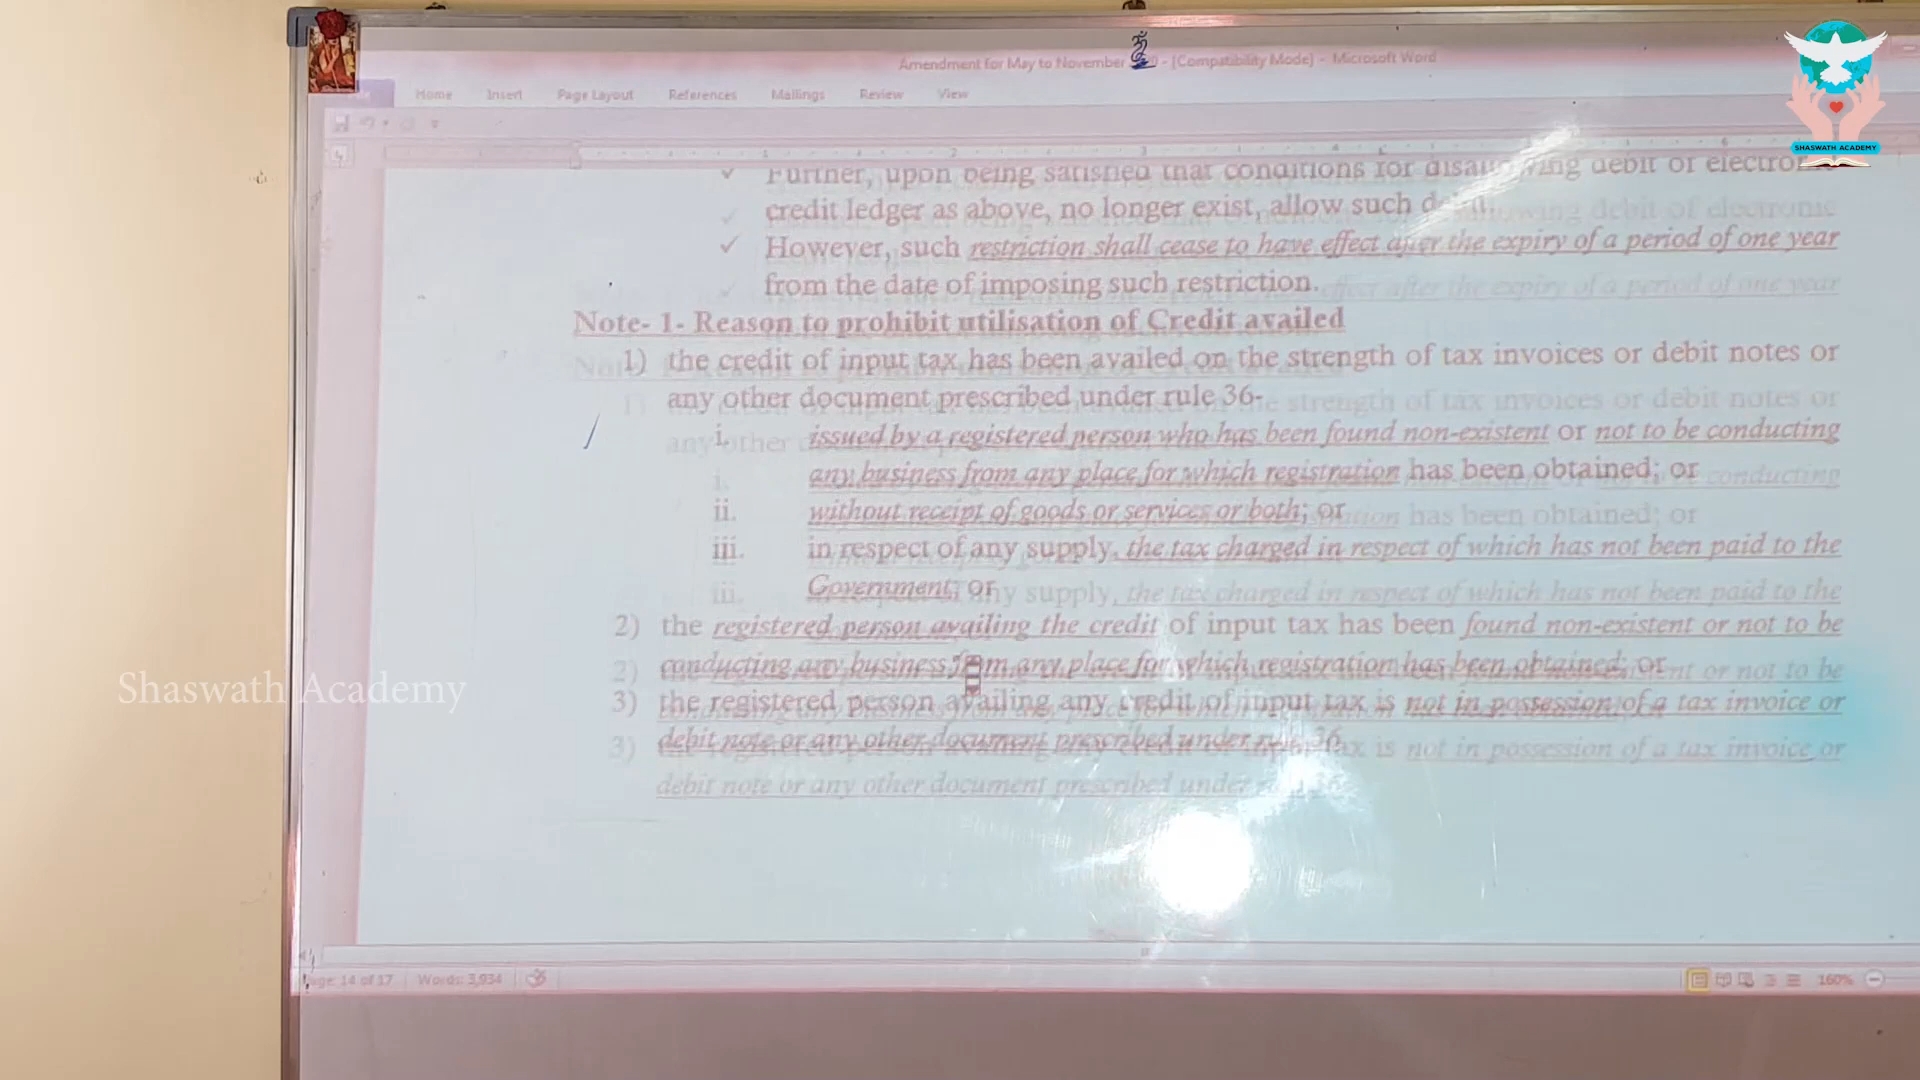 Amendment for May to November - [Compatibility Mode] - Microsoft Word
SHASWATH ACADEMY
Home Insert Page Layout References Mailings Review View
Further, upon being satisfied that conditions for debit of
credit ledger as above, no longer exist, allow such
✓ However, such restriction shall cease to have effect after the expiry of a period of one year
from the date of imposing such restriction.
Note- 1- Reason to prohibit utilisation of Credit availed
1) the credit of input tax has been availed on the strength of tax invoices or debit notes or
any other document prescribed under rule 36-
i. issued by a registered person who has been found non-existent or not to be conducting
any business from any place for which registration has been obtained; or
ii. without receipt of goods or services or both; or
iii. in respect of any supply, the tax charged in respect of which has not been paid to the
Government; or
2) the registered person availing the credit of input tax has been found non-existent or not to be
conducting any business from any place for which registration has been obtained; or
3) the registered person availing any credit of input tax is not in possession of a tax invoice or
debit note or any other document prescribed under rule 36
Shaswath Academy
Page: 14 of 17 Words: 3,934 160%